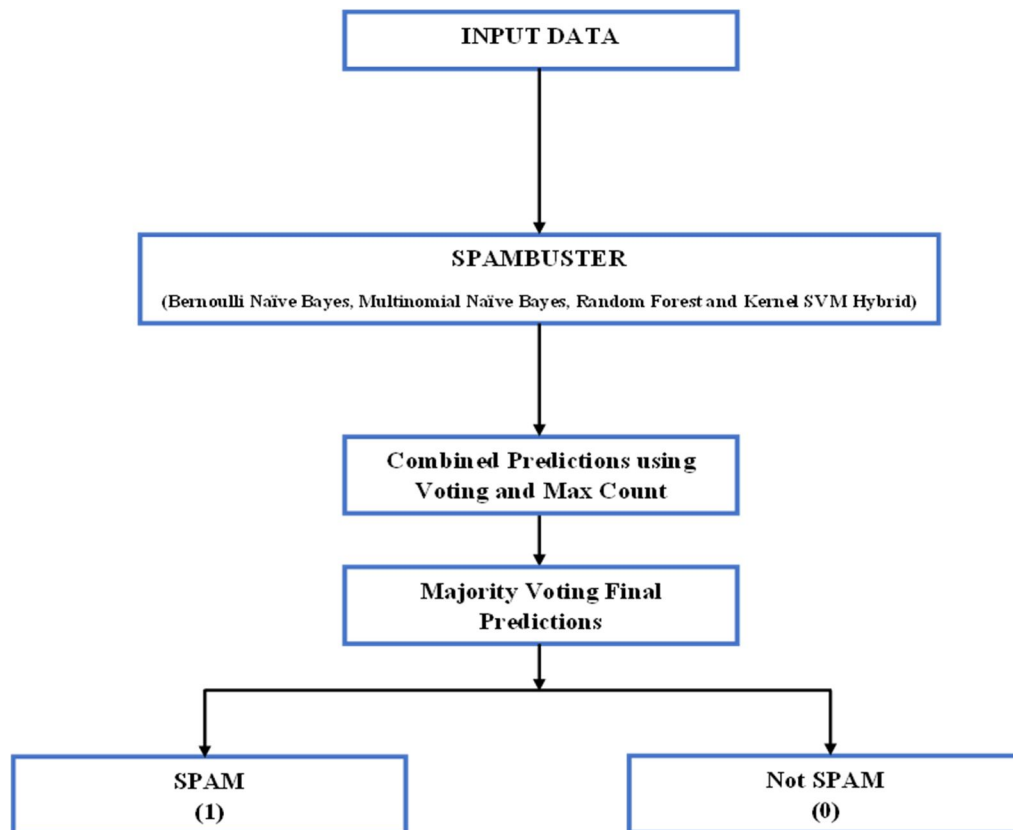 INPUT DATA
SPAMBUSTER
(Bernoulli Naïve Bayes, Multinomial Naïve Bayes, Random Forest and Kernel SVM Hybrid)
Combined Predictions using
Voting and Max Count
Majority Voting Final
Predictions
SPAM
(1)
Not SPAM
(0)